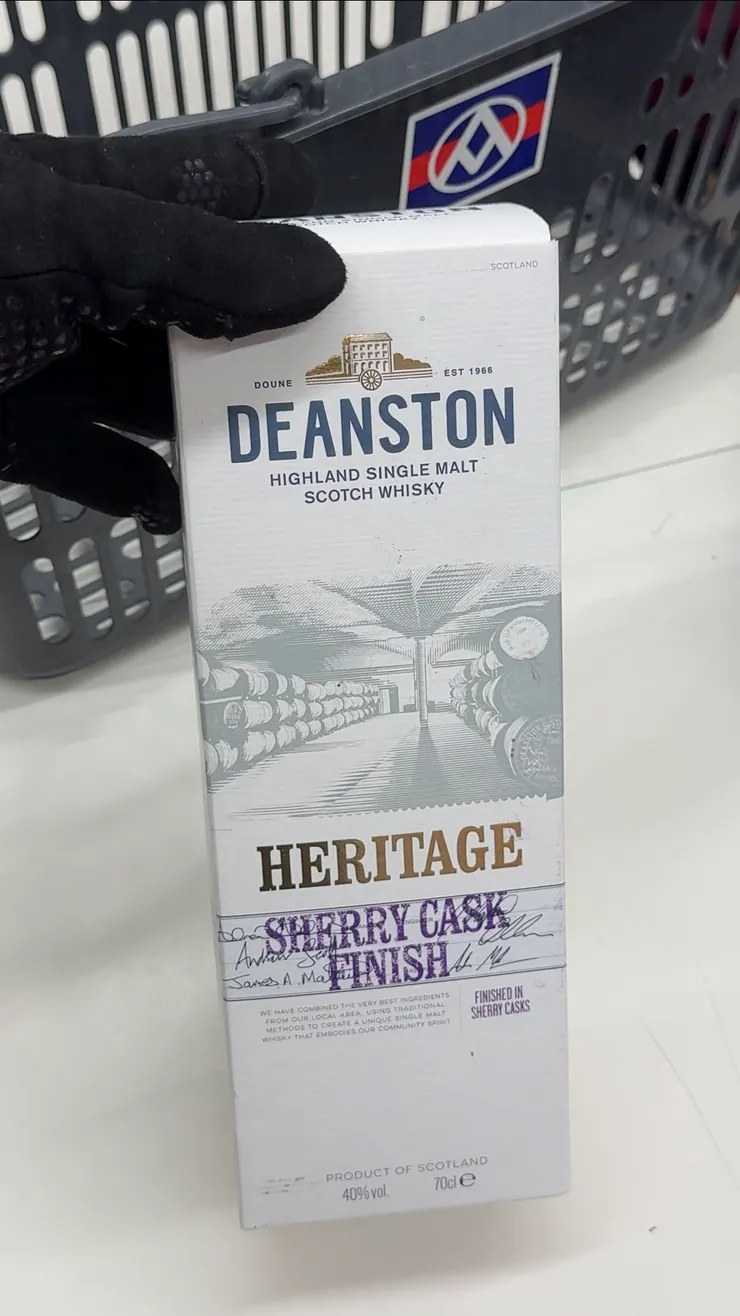 SCOTLAND
DOUNE
EST 1966
DEANSTON
HIGHLAND SINGLE MALT
SCOTCH WHISKY
HERITAGE
SHERRY CASK
FINISH
WE HAVE COMBINED THE VERY BEST INGREDIENTS
FROM OUR LOCAL AREA, USING TRADITIONAL
METHODS TO CREATE A UNIQUE SINGLE MALT
WHISKY THAT EMBODIES OUR COMMUNITY SPIRIT
FINISHED IN
SHERRY CASKS
PRODUCT OF SCOTLAND
40% vol.
70cl e